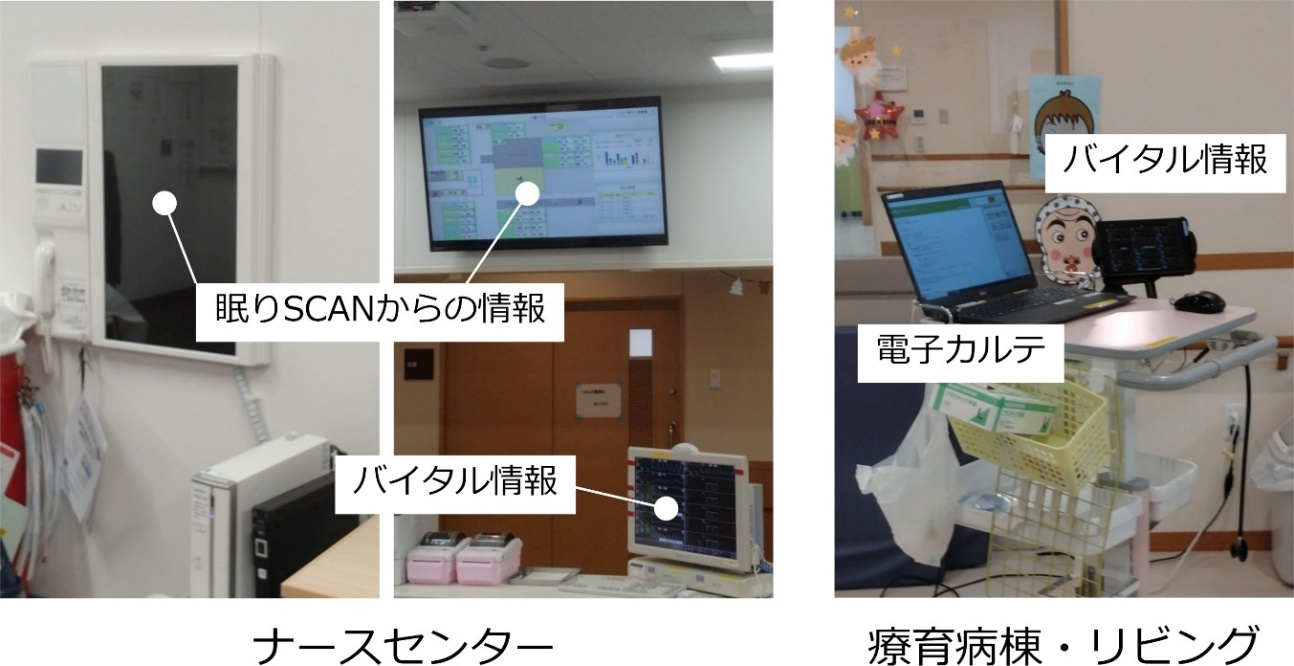 バイタル情報
眠りSCANからの情報
電子カルテ
バイタル情報
ナースセンター
療育病棟・リビング